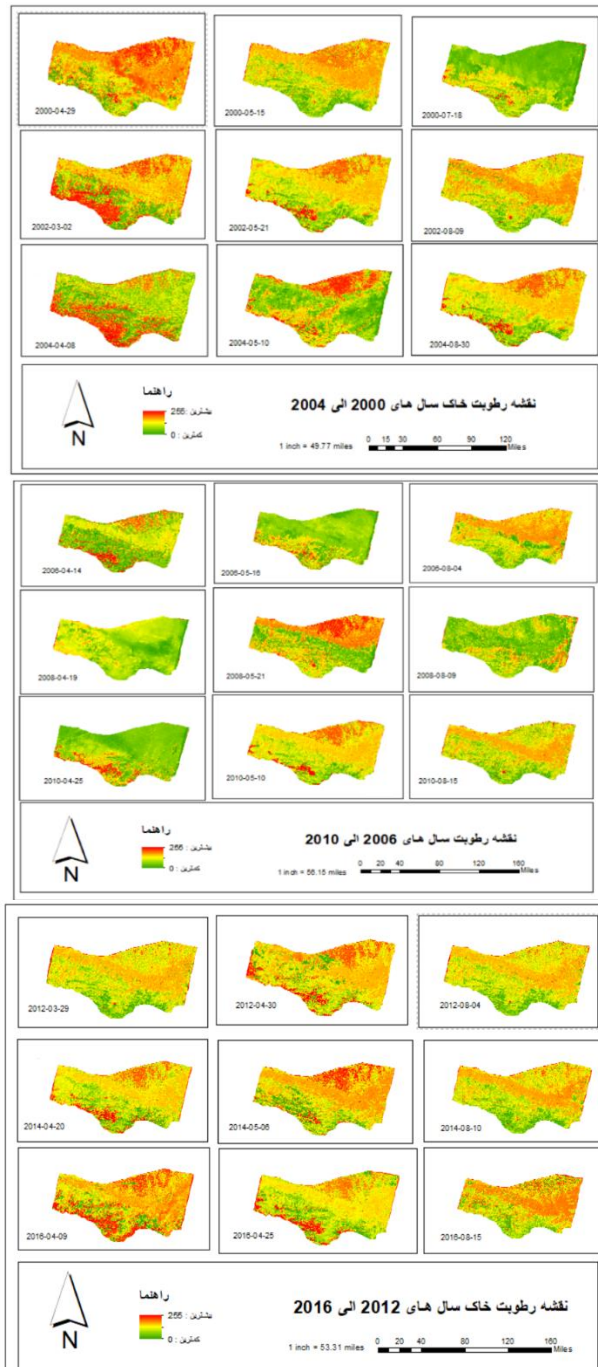 2000-04-29
2000-05-15
2000-07-18
2002-03-02
2002-05-21
2002-08-09
2004-04-08
2004-05-10
2004-08-30
N
راهنما
بیشترین : 255
کمترین : 0
نقشه رطوبت خاک سال های 2000 الی 2004
1 inch = 49.77 miles
0 15 30 60 90 120
Miles
2006-04-14
2006-05-16
2006-08-04
2008-04-19
2008-05-21
2008-08-09
2010-04-25
2010-05-10
2010-08-15
N
راهنما
بیشترین : 255
کمترین : 0
نقشه رطوبت سال های 2006 الی 2010
1 inch = 56.15 miles
0 20 40 80 120 160
Miles
2012-03-29
2012-04-30
2012-08-04
2014-04-20
2014-05-06
2014-08-10
2016-04-09
2016-04-25
2016-08-15
N
راهنما
بیشترین : 255
کمترین : 0
نقشه رطوبت خاک سال های 2012 الی 2016
1 inch = 53.31 miles
0 20 40 80 120 160
Miles